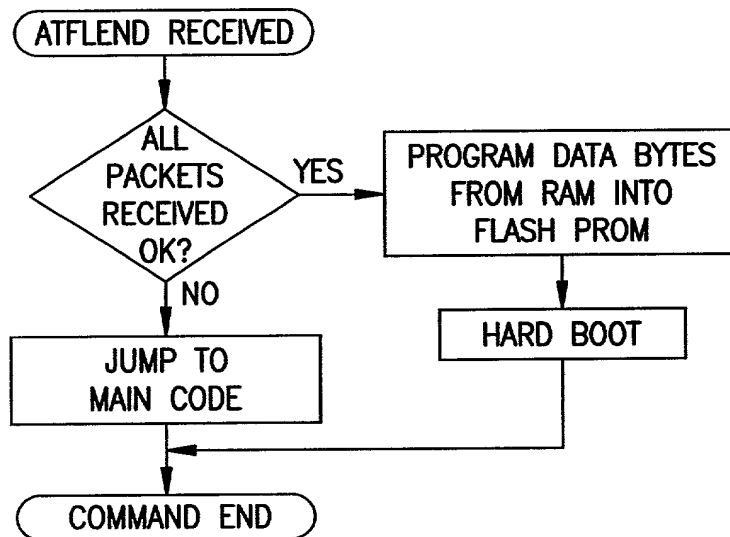 ATFLEND RECEIVED
ALL
PACKETS
RECEIVED
OK?
YES
PROGRAM DATA BYTES
FROM RAM INTO
FLASH PROM
HARD BOOT
NO
JUMP TO
MAIN CODE
COMMAND END